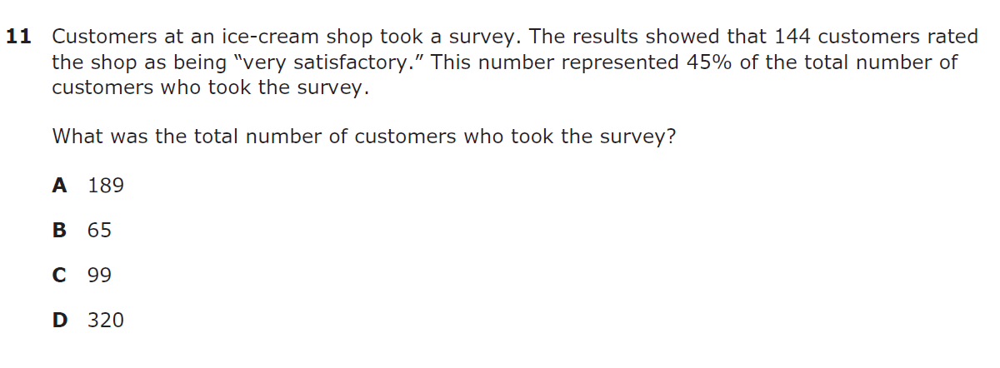 11 Customers at an ice-cream shop took a survey. The results showed that 144 customers rated
the shop as being “very satisfactory.” This number represented 45% of the total number of
customers who took the survey.
What was the total number of customers who took the survey?
A 189
B 65
C 99
D 320